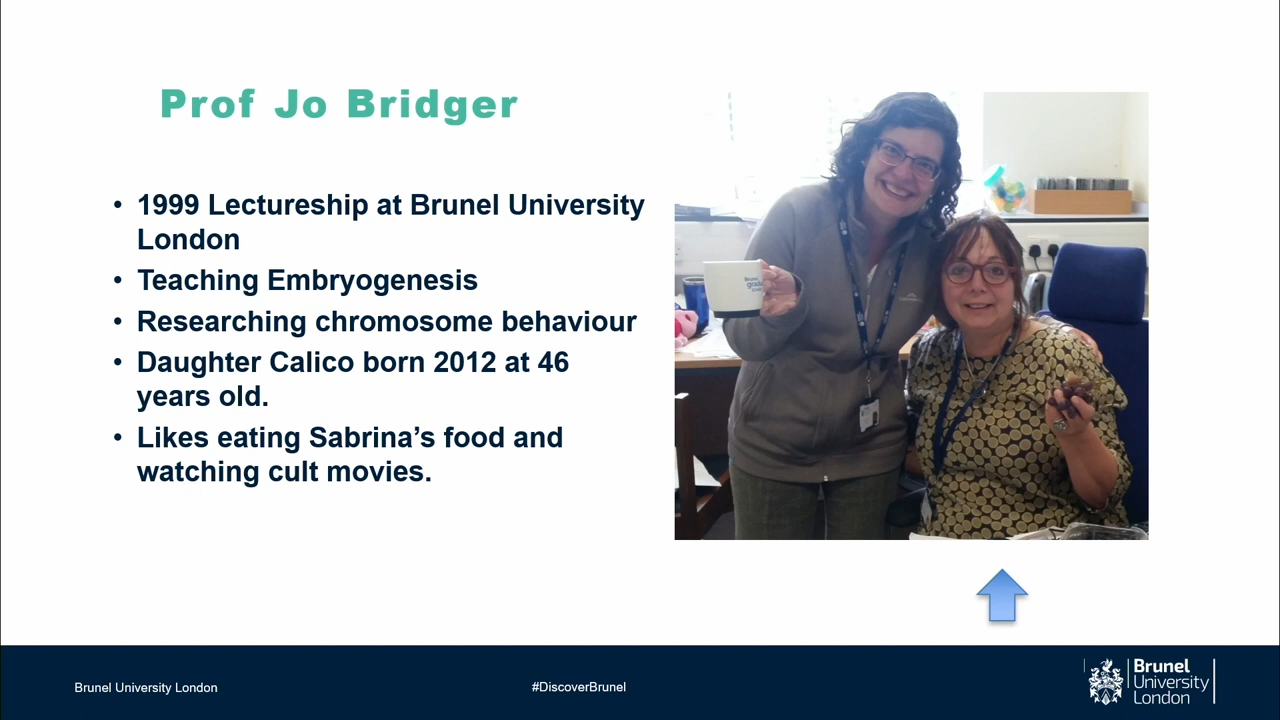 Prof Jo Bridger
• 1999 Lectureship at Brunel University
London
• Teaching Embryogenesis
• Researching chromosome behaviour
• Daughter Calico born 2012 at 46
years old.
• Likes eating Sabrina’s food and
watching cult movies.
Brunel University London
#DiscoverBrunel
Brunel
University
London